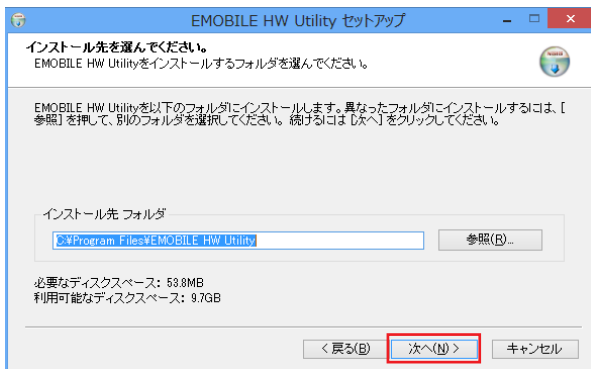 EMOBILE HW Utility セットアップ
インストール先を選んでください。
EMOBILE HW Utilityをインストールするフォルダを選んでください。
EMOBILE HW Utilityを以下のフォルダにインストールします。異なったフォルダにインストールするには、[
参照] を押して、別のフォルダを選択してください。続けるには [次へ] をクリックしてください。
インストール先 フォルダ
C:¥Program Files¥EMOBILE HW Utility
参照(R)...
必要なディスクスペース: 53.8MB
利用可能なディスクスペース: 9.7GB
< 戻る(B)
次へ(N) >
キャンセル